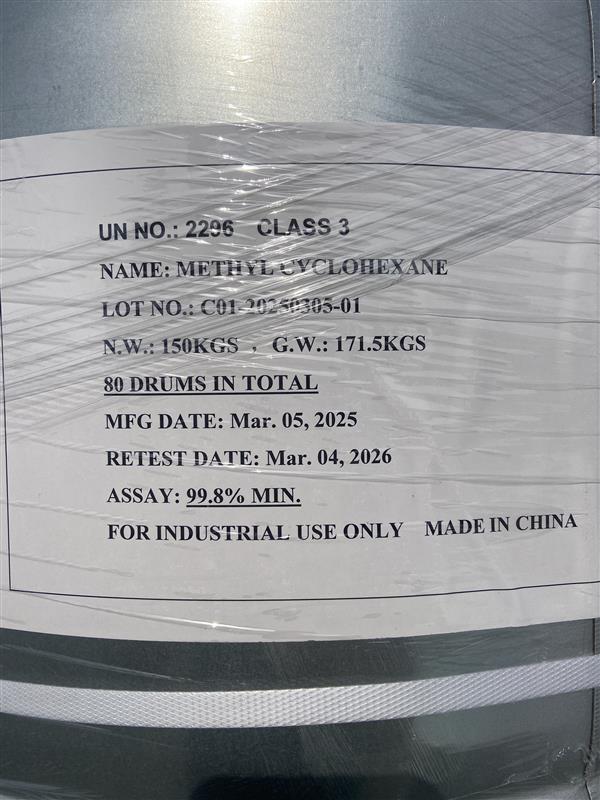 UN NO.: 2296 CLASS 3
NAME: METHYL CYCLOHEXANE
LOT NO.: C01-20250305-01
N.W.: 150KGS , G.W.: 171.5KGS
80 DRUMS IN TOTAL
MFG DATE: Mar. 05, 2025
RETEST DATE: Mar. 04, 2026
ASSAY: 99.8% MIN.
FOR INDUSTRIAL USE ONLY MADE IN CHINA